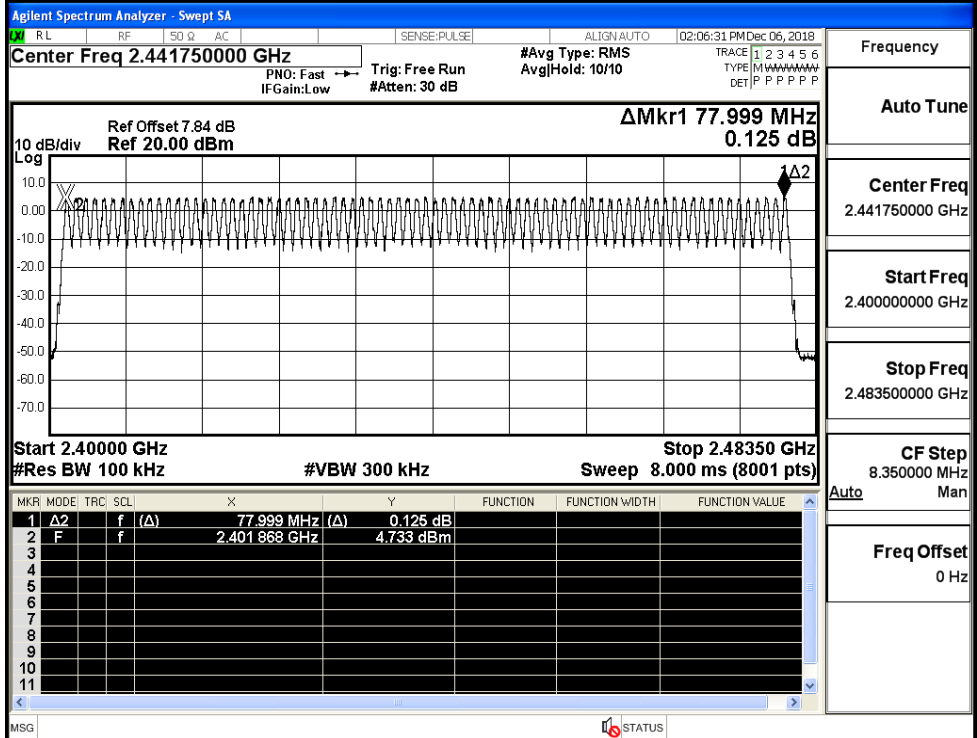 Agilent Spectrum Analyzer - Swept SA
LXI RL RF 50 Ω AC SENSE:PULSE ALIGN AUTO 02:06:31 PM Dec 06, 2018
Center Freq 2.441750000 GHz
PNO: Fast
IFGain:Low
Trig: Free Run
#Atten: 30 dB
#Avg Type: RMS
Avg|Hold: 10/10
TRACE 1 2 3 4 5 6
TYPE M W W W W W
DET P P P P P P
ΔMkr1 77.999 MHz
0.125 dB
Ref Offset 7.84 dB
10 dB/div Ref 20.00 dBm
Log
1Δ2
10.0
2
0.00
-10.0
-20.0
-30.0
-40.0
-50.0
-60.0
-70.0
Start 2.40000 GHz Stop 2.48350 GHz
#Res BW 100 kHz #VBW 300 kHz Sweep 8.000 ms (8001 pts)
MKR MODE TRC SCL X Y FUNCTION FUNCTION WIDTH FUNCTION VALUE
1 Δ2 f (Δ) 77.999 MHz (Δ) 0.125 dB
2 F f 2.401 868 GHz 4.733 dBm
3
4
5
6
7
8
9
10
11
MSG STATUS
Frequency
Auto Tune
Center Freq
2.441750000 GHz
Start Freq
2.400000000 GHz
Stop Freq
2.483500000 GHz
CF Step
8.350000 MHz
Auto Man
Freq Offset
0 Hz